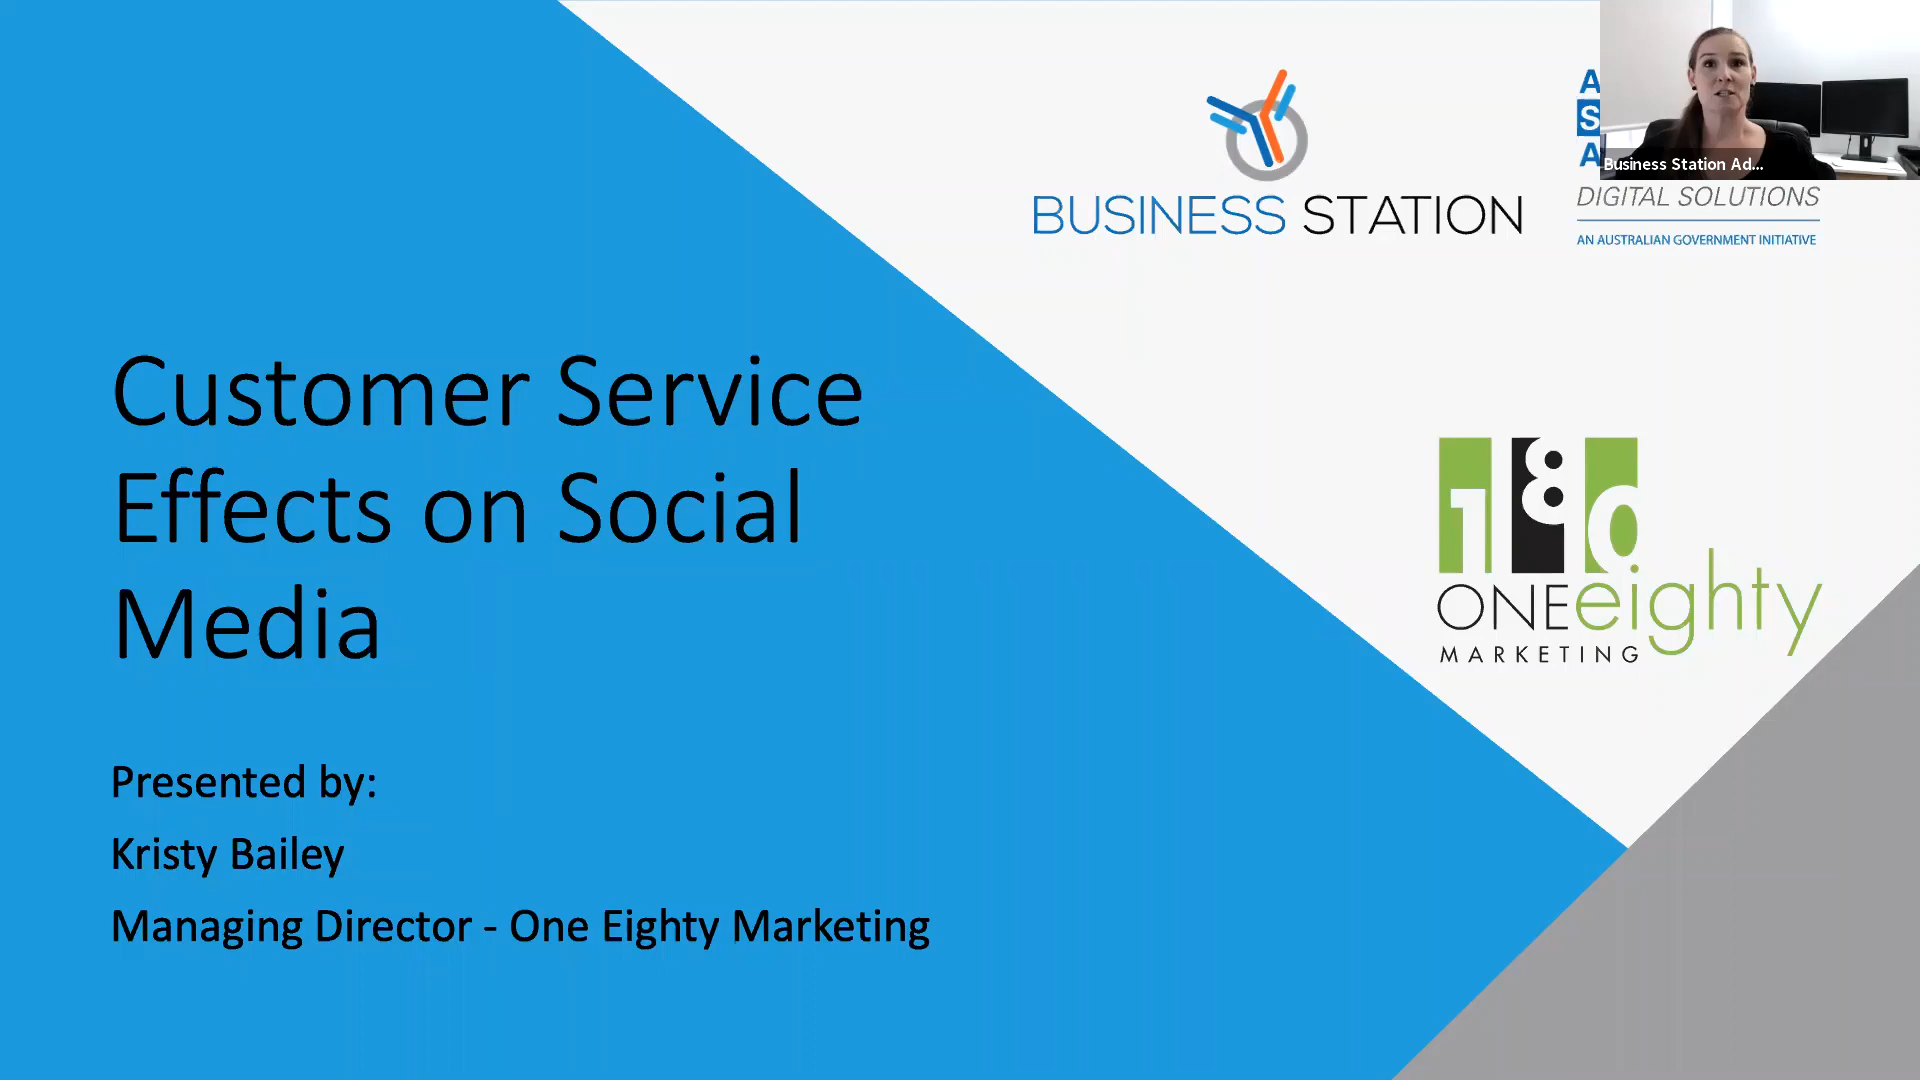 BUSINESS STATION
A
S
A
Business Station Ad...
DIGITAL SOLUTIONS
AN AUSTRALIAN GOVERNMENT INITIATIVE
Customer Service
Effects on Social
Media
180
ONEeighty
MARKETING
Presented by:
Kristy Bailey
Managing Director - One Eighty Marketing